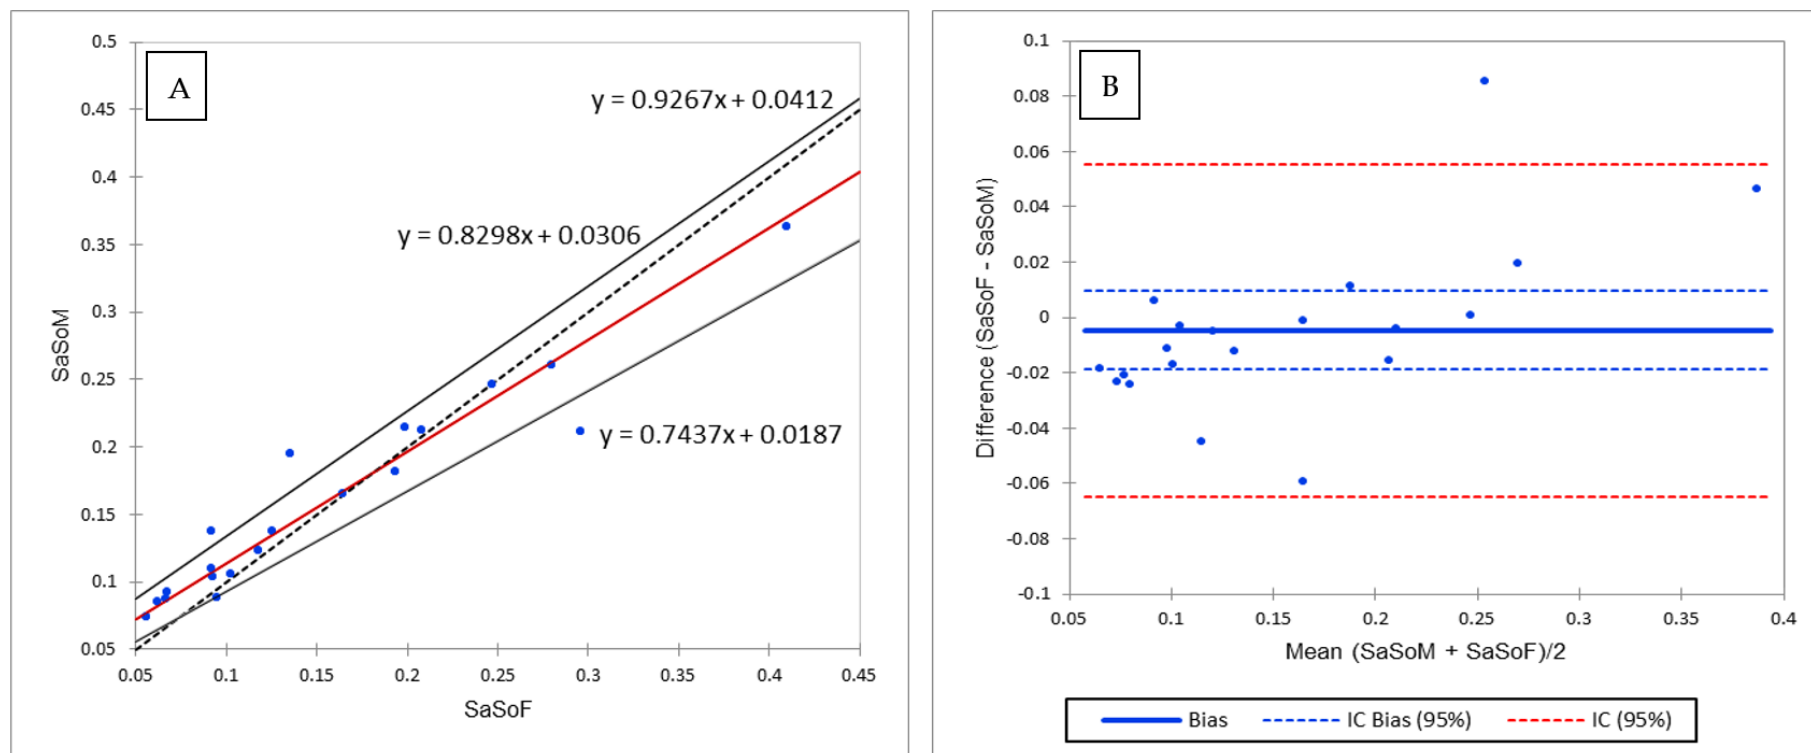 A
0.5
0.45
0.4
0.35
0.3
0.25
0.2
0.15
0.1
0.05
SaSoM
y = 0.9267x + 0.0412
y = 0.8298x + 0.0306
y = 0.7437x + 0.0187
0.05 0.1 0.15 0.2 0.25 0.3 0.35 0.4 0.45
SaSoF
B
0.1
0.08
0.06
0.04
0.02
0
-0.02
-0.04
-0.06
-0.08
-0.1
Difference (SaSoF - SaSoM)
0.05 0.1 0.15 0.2 0.25 0.3 0.35 0.4
Mean (SaSoM + SaSoF)/2
Bias IC Bias (95%) IC (95%)